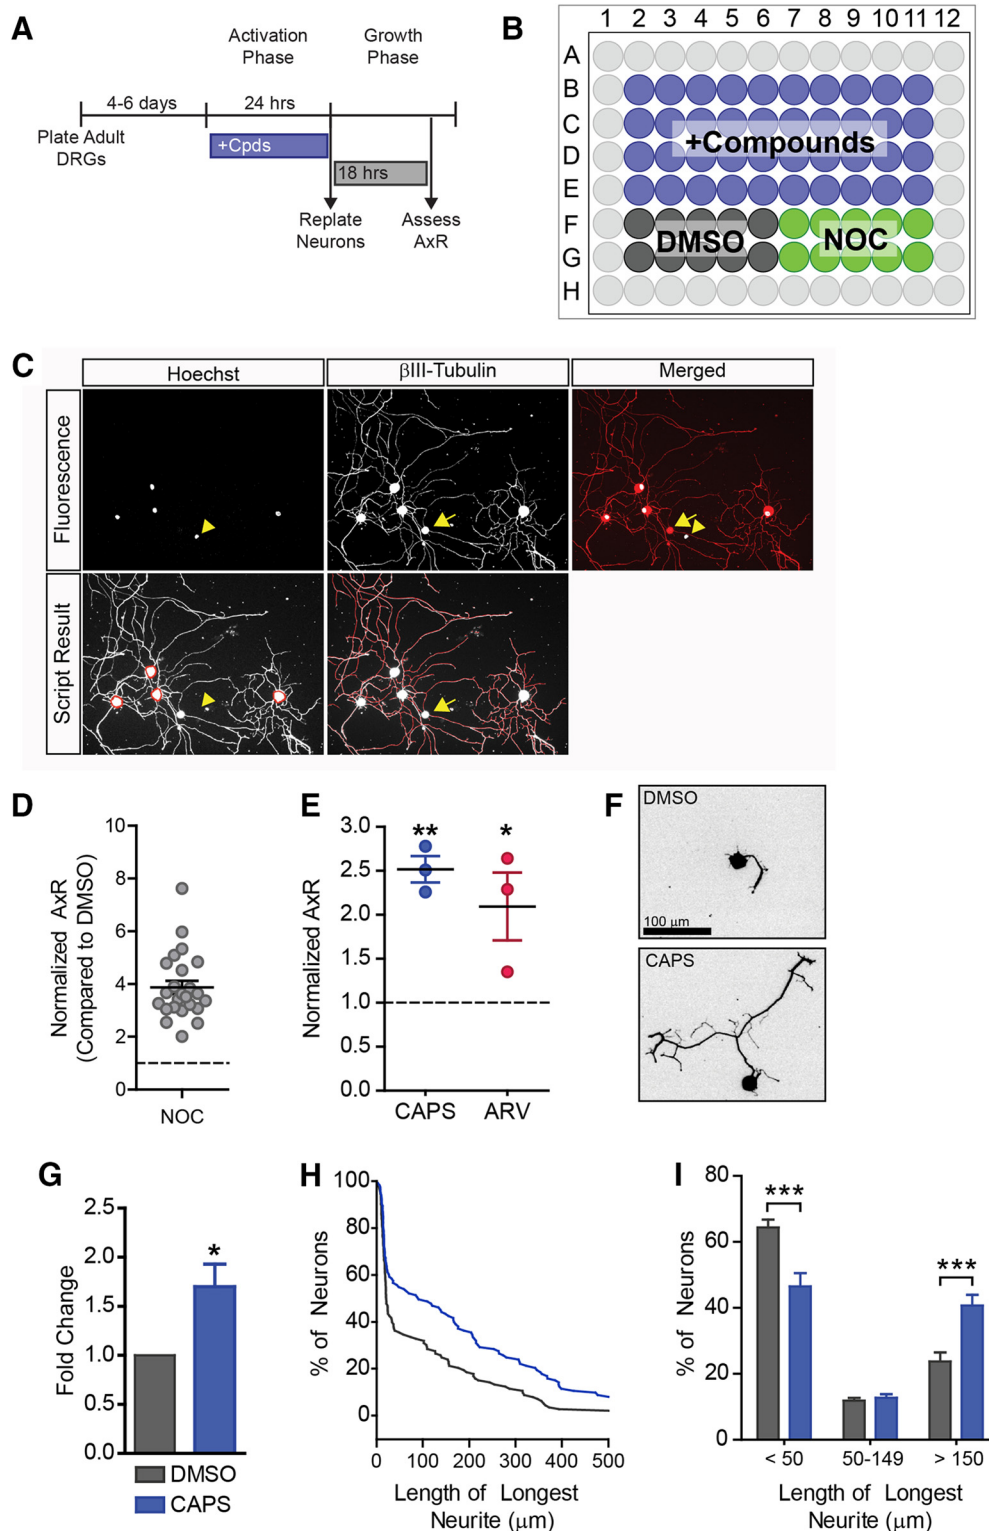 A
Activation
Phase
Growth
Phase
4-6 days
24 hrs
Plate Adult
DRGs
+Cpds
18 hrs
Replate
Neurons
Assess
AxR
B
1 2 3 4 5 6 7 8 9 10 11 12
A
B
C
D
E
F
G
H
+Compounds
DMSO
NOC
C
Hoechst
βIII-Tubulin
Merged
Fluorescence
Script Result
D
Normalized AxR
(Compared to DMSO)
10
8
6
4
2
0
NOC
E
Normalized AxR
3.0
2.5
2.0
1.5
1.0
0.5
0.0
** *
CAPS ARV
F
DMSO
100 μm
CAPS
G
Fold Change
2.5
2.0
1.5
1.0
0.5
0.0
*
DMSO
CAPS
H
% of Neurons
100
80
60
40
20
0
0 100 200 300 400 500
Length of Longest
Neurite (μm)
I
% of Neurons
80
60
40
20
0
***
***
< 50 50-149 > 150
Length of Longest
Neurite (μm)